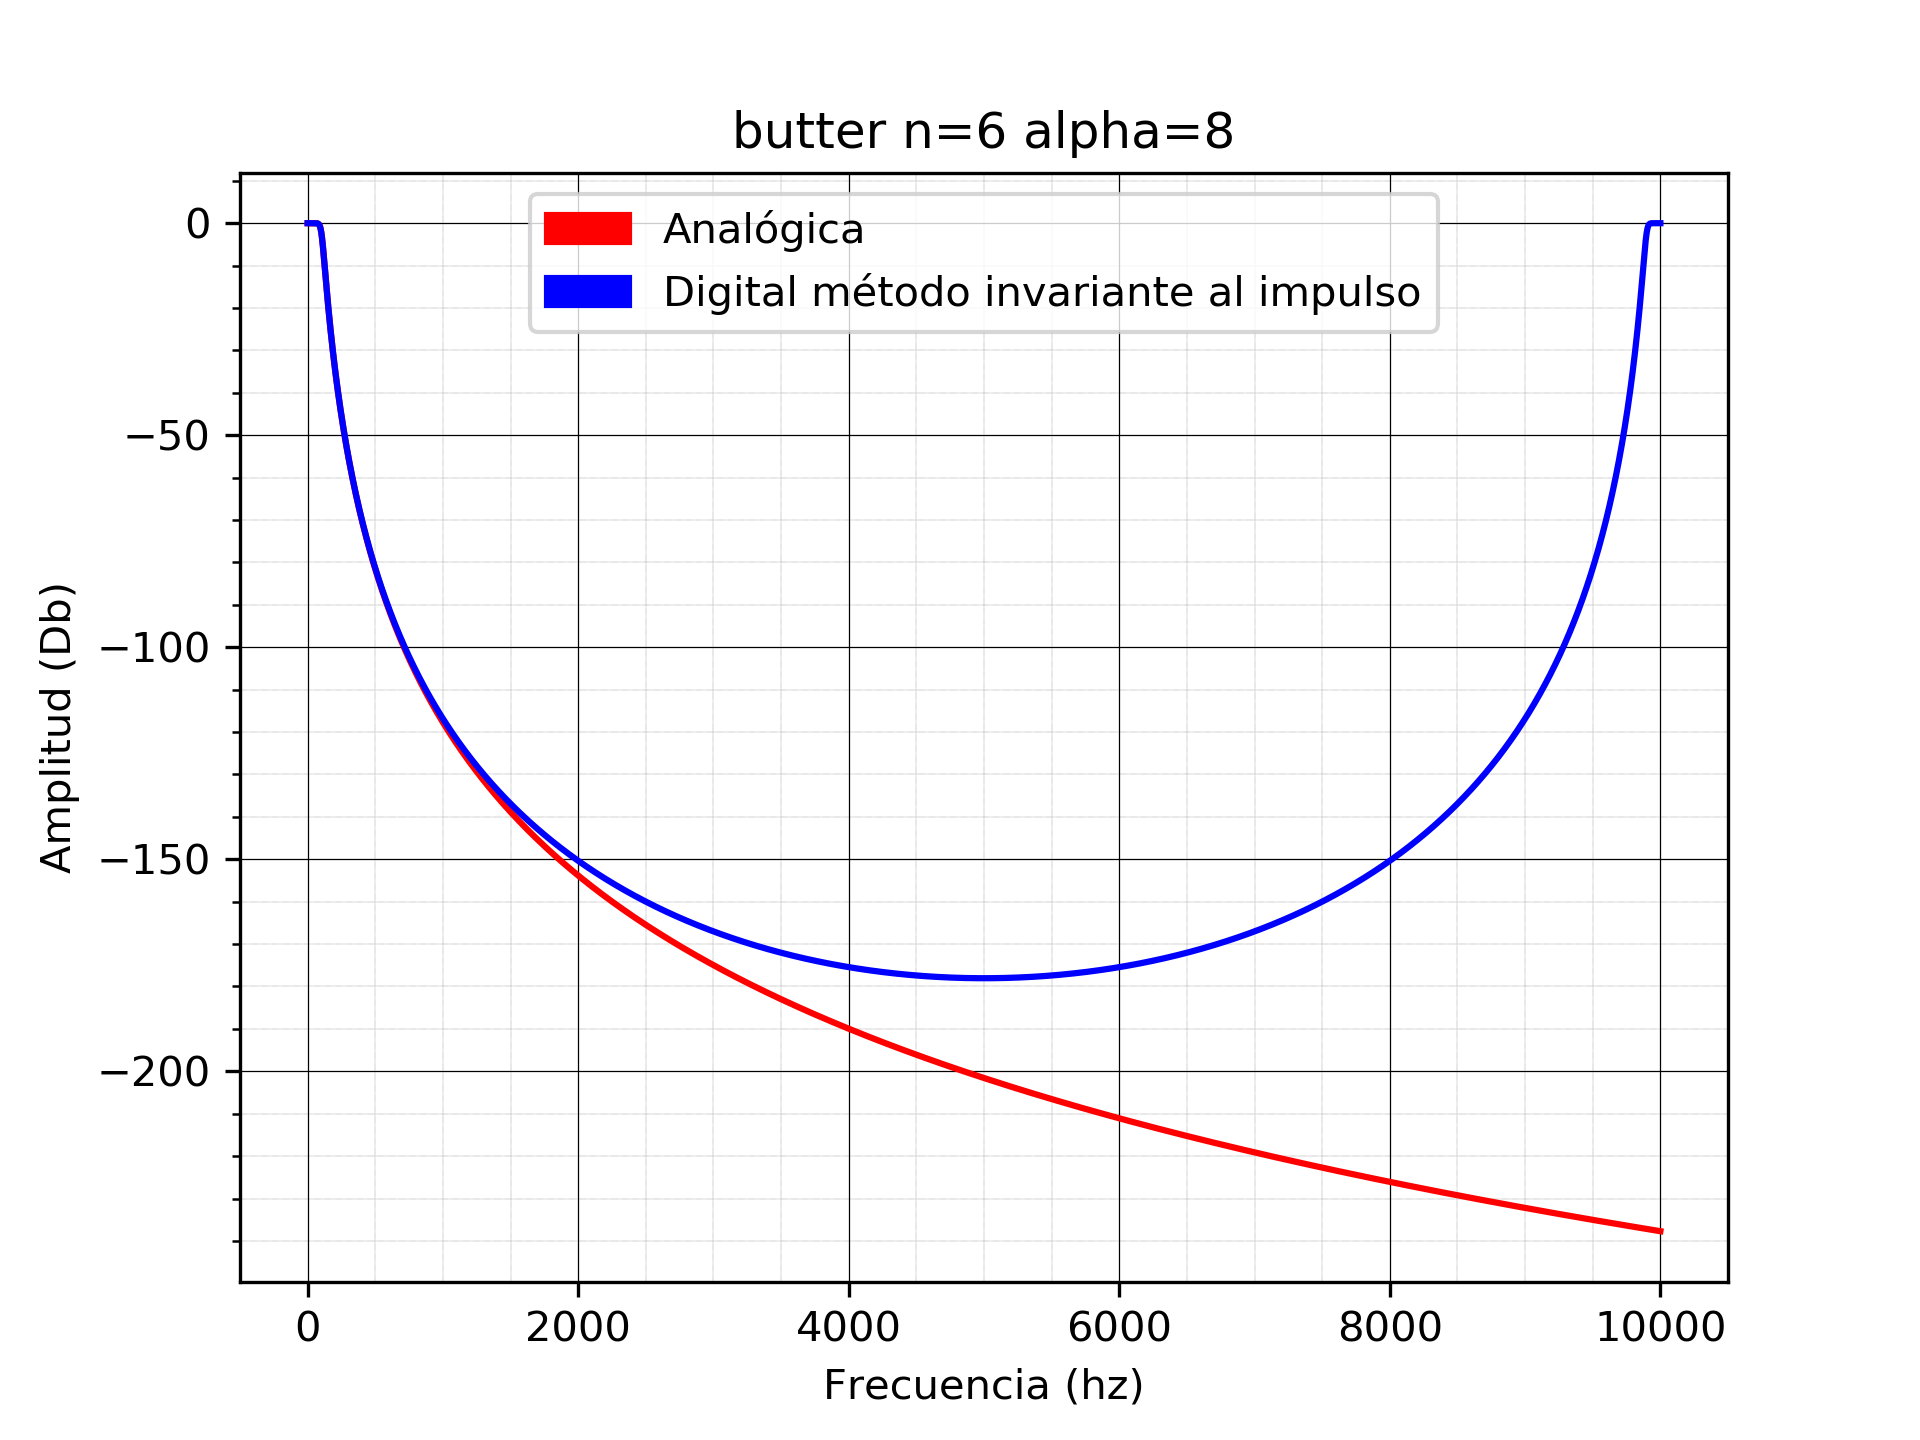 butter n=6 alpha=8
Analógica
Digital método invariante al impulso
Amplitud (Db)
0
−50
−100
−150
−200
0 2000 4000 6000 8000 10000
Frecuencia (hz)